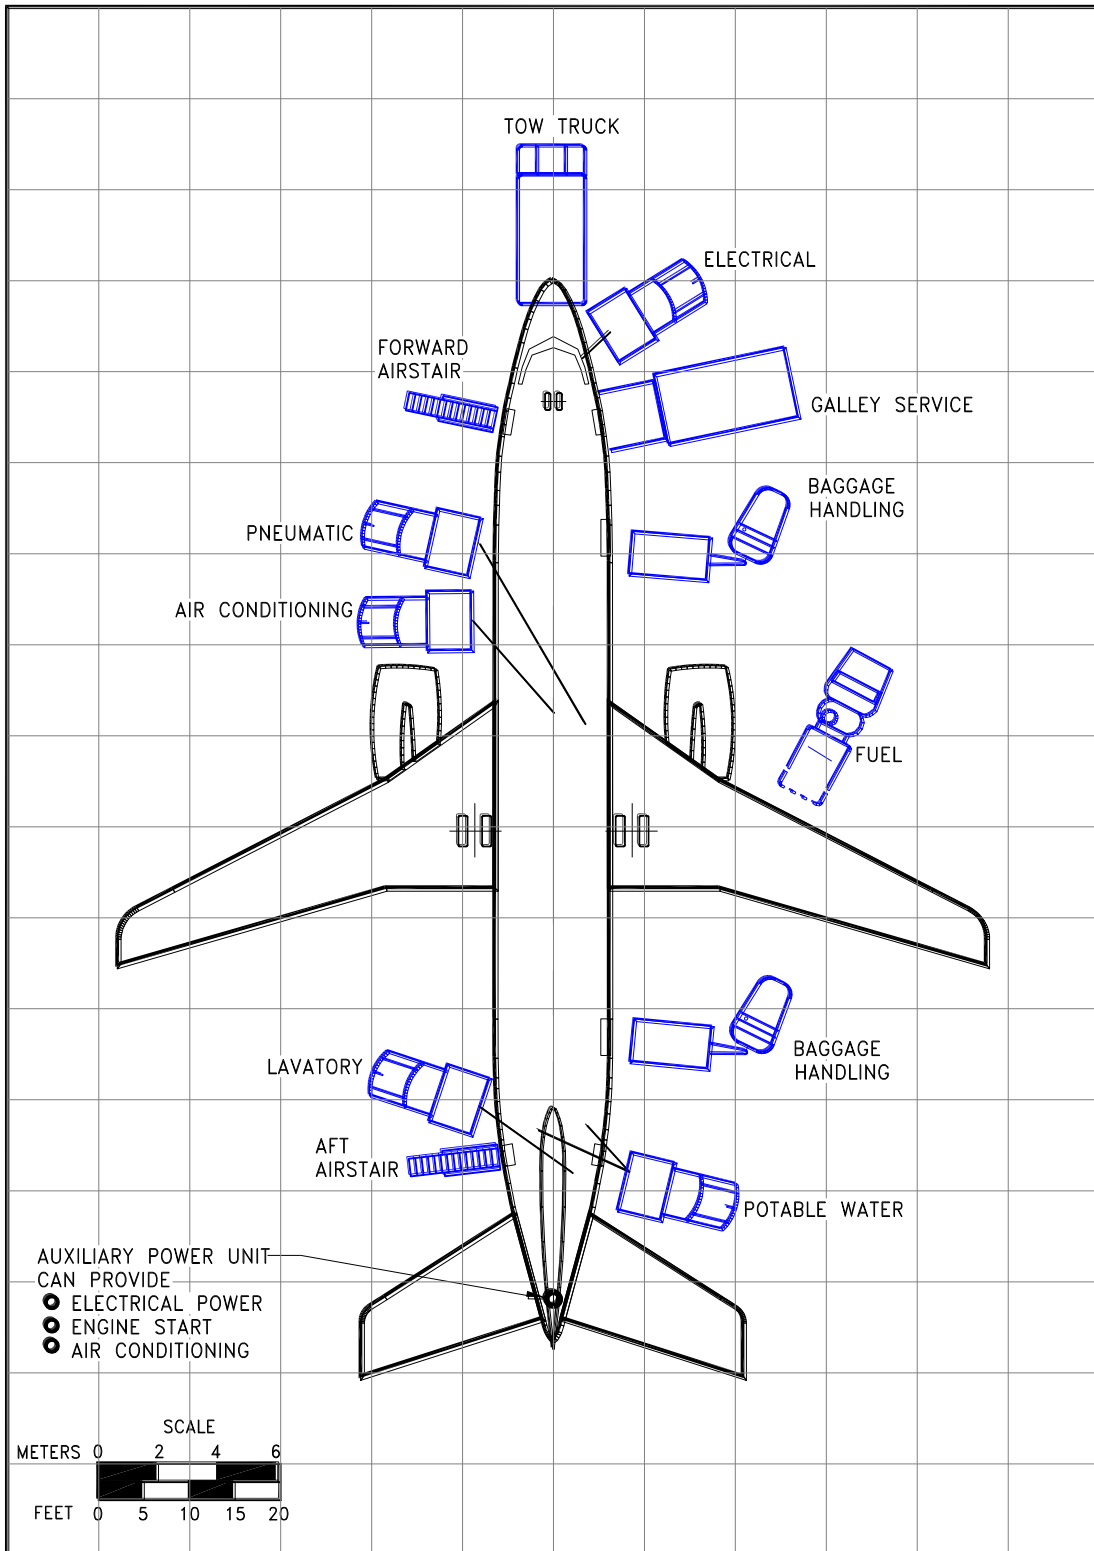 TOW TRUCK
ELECTRICAL
FORWARD
AIRSTAIR
GALLEY SERVICE
BAGGAGE
HANDLING
PNEUMATIC
AIR CONDITIONING
FUEL
LAVATORY
BAGGAGE
HANDLING
AFT
AIRSTAIR
POTABLE WATER
AUXILIARY POWER UNIT
CAN PROVIDE
ELECTRICAL POWER
ENGINE START
AIR CONDITIONING
SCALE
METERS 0 2 4 6
FEET 0 5 10 15 20